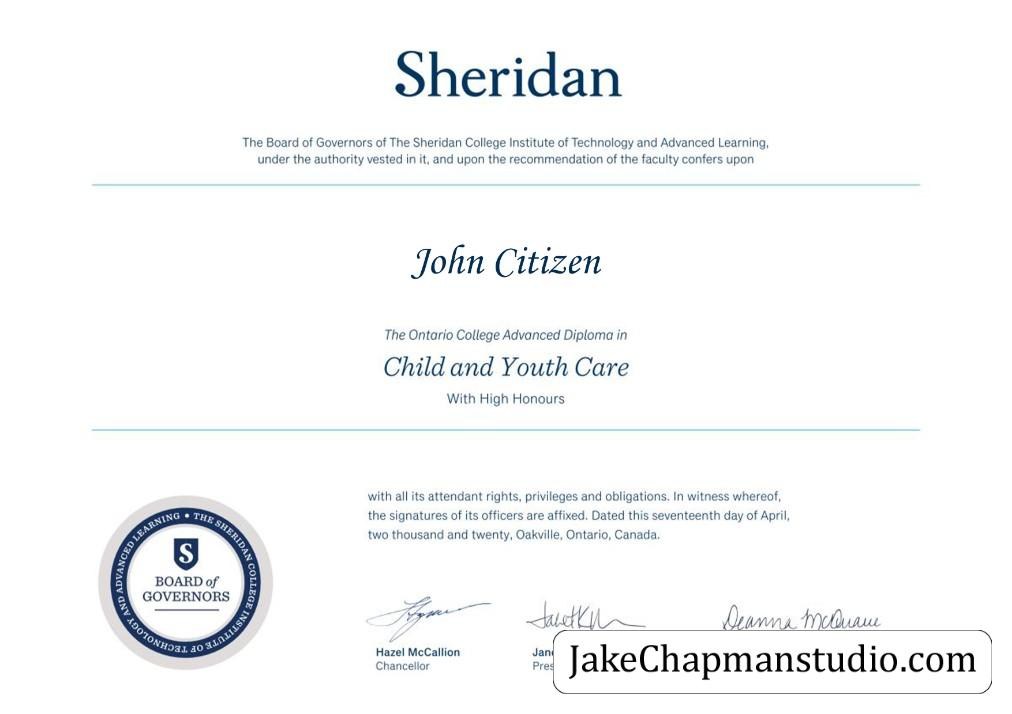 Sheridan
The Board of Governors of The Sheridan College Institute of Technology and Advanced Learning,
under the authority vested in it, and upon the recommendation of the faculty confers upon
John Citizen
The Ontario College Advanced Diploma in
Child and Youth Care
With High Honours
with all its attendant rights, privileges and obligations. In witness whereof,
the signatures of its officers are affixed. Dated this seventeenth day of April,
two thousand and twenty, Oakville, Ontario, Canada.
THE SHERIDAN COLLEGE INSTITUTE OF TECHNOLOGY AND ADVANCED LEARNING •
S
BOARD of
GOVERNORS
Deanna McQuarrie
Hazel McCallion
Chancellor
JakeChapmanstudio.com